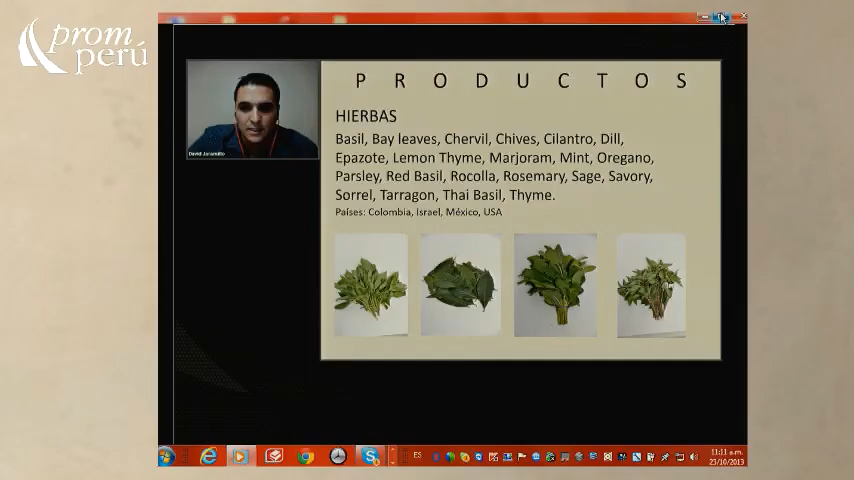 prom
perú
P R O D U C T O S
HIERBAS
Basil, Bay leaves, Chervil, Chives, Cilantro, Dill,
Epazote, Lemon Thyme, Marjoram, Mint, Oregano,
Parsley, Red Basil, Rocolla, Rosemary, Sage, Savory,
Sorrel, Tarragon, Thai Basil, Thyme.
Países: Colombia, Israel, México, USA
David Jaramillo
ES
11:11 a.m.
23/10/2013